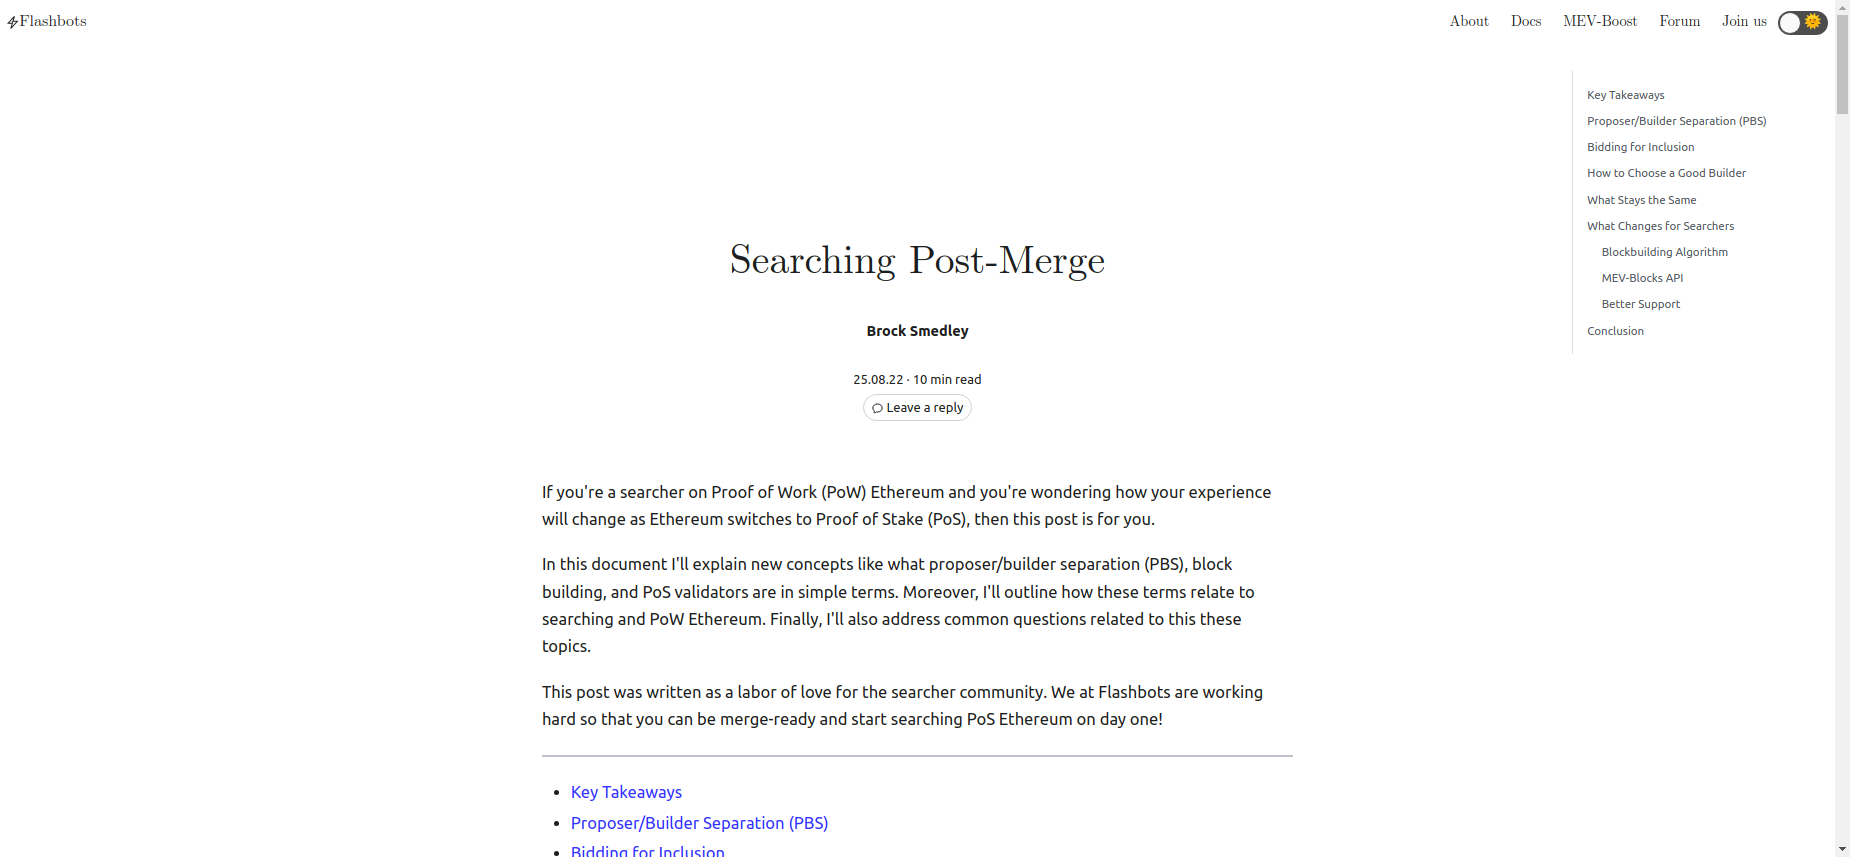 Flashbots
About Docs MEV-Boost Forum Join us
Key Takeaways
Proposer/Builder Separation (PBS)
Bidding for Inclusion
How to Choose a Good Builder
What Stays the Same
What Changes for Searchers
Blockbuilding Algorithm
MEV-Blocks API
Better Support
Conclusion
Searching Post-Merge
Brock Smedley
25.08.22 · 10 min read
Leave a reply
If you're a searcher on Proof of Work (PoW) Ethereum and you're wondering how your experience
will change as Ethereum switches to Proof of Stake (PoS), then this post is for you.
In this document I'll explain new concepts like what proposer/builder separation (PBS), block
building, and PoS validators are in simple terms. Moreover, I'll outline how these terms relate to
searching and PoW Ethereum. Finally, I'll also address common questions related to this these
topics.
This post was written as a labor of love for the searcher community. We at Flashbots are working
hard so that you can be merge-ready and start searching PoS Ethereum on day one!
• Key Takeaways
• Proposer/Builder Separation (PBS)
• Bidding for Inclusion